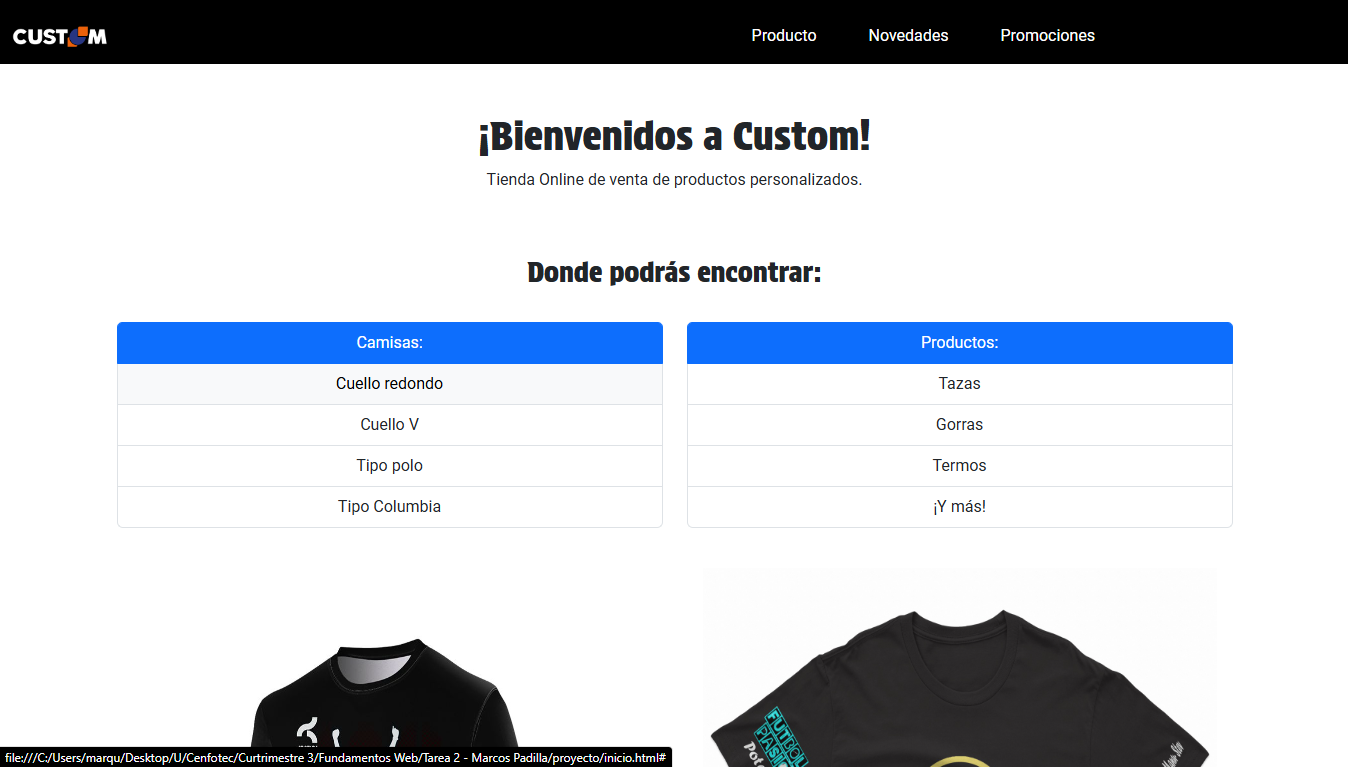 CUSTOM
Producto Novedades Promociones
¡Bienvenidos a Custom!
Tienda Online de venta de productos personalizados.
Donde podrás encontrar:
Camisas:
Cuello redondo
Cuello V
Tipo polo
Tipo Columbia
Productos:
Tazas
Gorras
Termos
¡Y más!
FUTBOL
file:///C:/Users/marqu/Desktop/U/Cenfotec/Curtrimestre 3/Fundamentos Web/Tarea 2 - Marcos Padilla/proyecto/inicio.html#